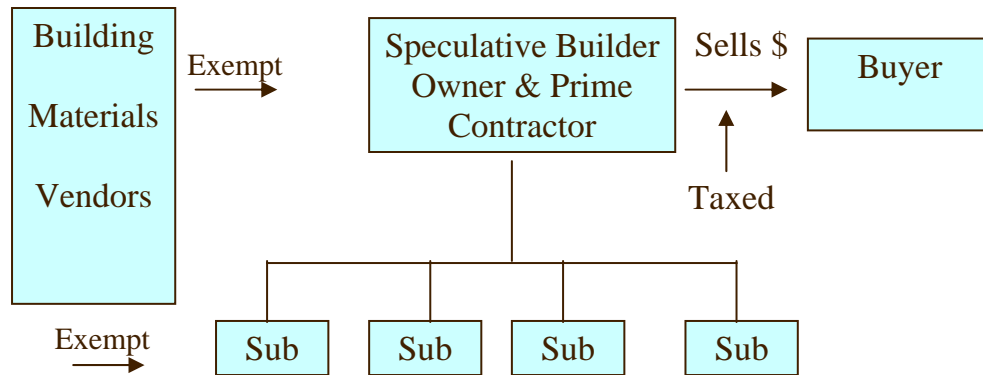 Building
Materials
Vendors
Exempt
Speculative Builder
Owner & Prime
Contractor
Sells $
Buyer
Taxed
Exempt
Sub
Sub
Sub
Sub